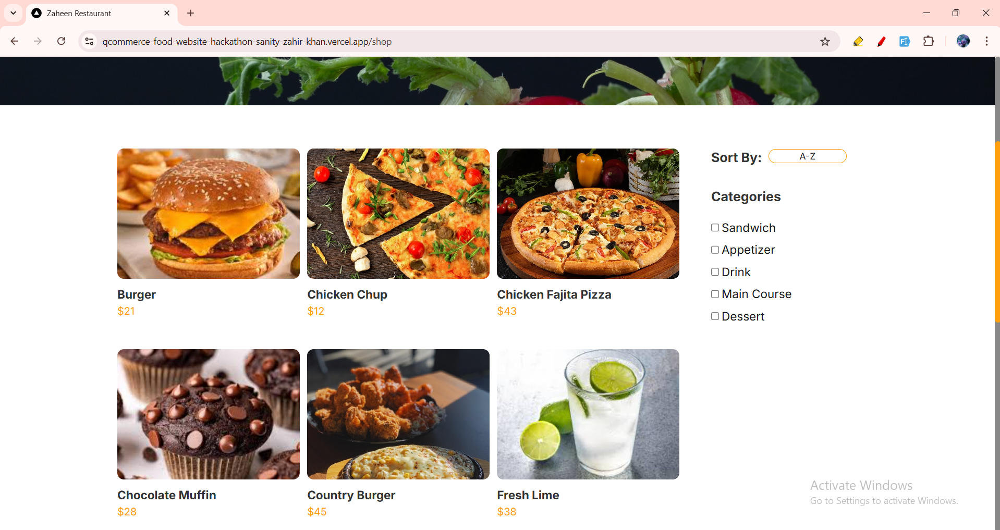 Zaheen Restaurant
qcommerce-food-website-hackathon-sanity-zahir-khan.vercel.app/shop
Sort By: A-Z
Categories
Sandwich
Appetizer
Drink
Main Course
Dessert
Burger
$21
Chicken Chup
$12
Chicken Fajita Pizza
$43
Chocolate Muffin
$28
Country Burger
$45
Fresh Lime
$38
Activate Windows
Go to Settings to activate Windows.